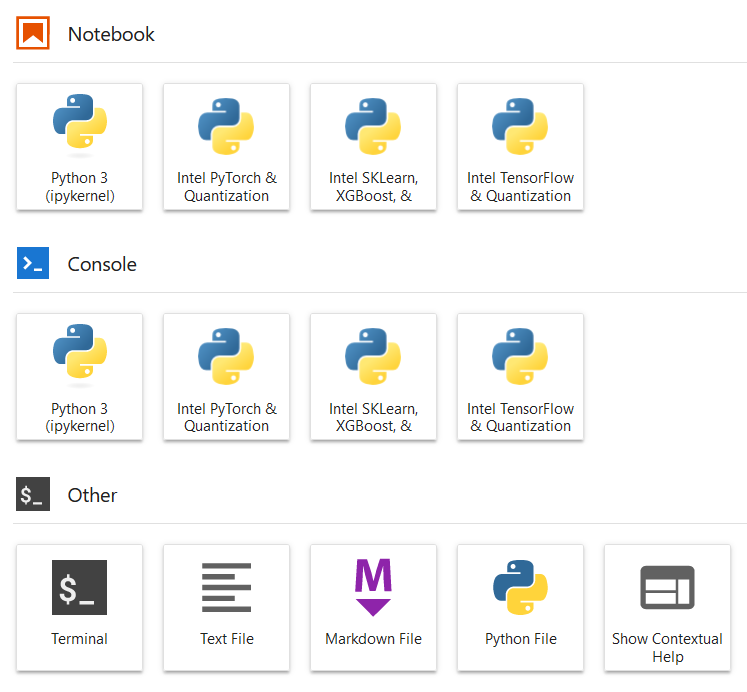 Notebook
Python 3
(ipykernel)
Intel PyTorch &
Quantization
Intel SKLearn,
XGBoost, &
Intel TensorFlow
& Quantization
Console
Python 3
(ipykernel)
Intel PyTorch &
Quantization
Intel SKLearn,
XGBoost, &
Intel TensorFlow
& Quantization
$_ Other
$_
M
Terminal
Text File
Markdown File
Python File
Show Contextual
Help